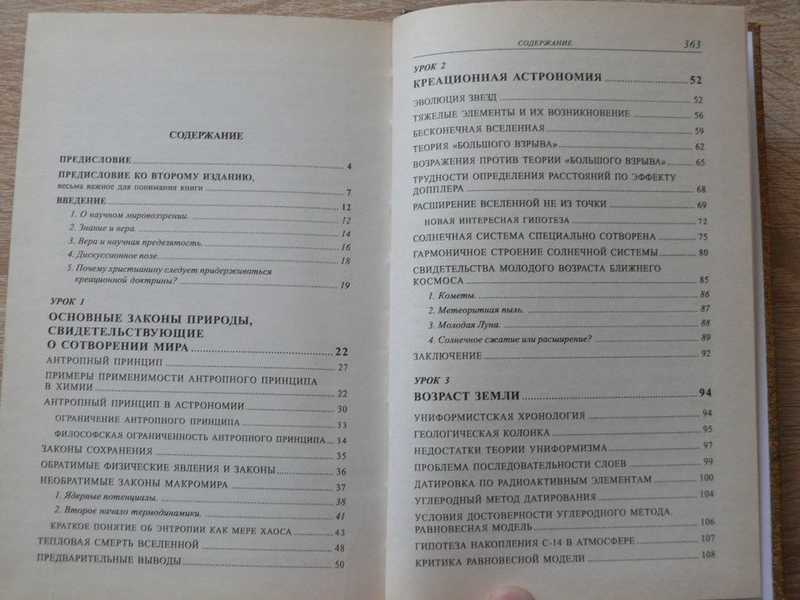 СОДЕРЖАНИЕ
ПРЕДИСЛОВИЕ 4
ПРЕДИСЛОВИЕ КО ВТОРОМУ ИЗДАНИЮ,
весьма важное для понимания книги 7
ВВЕДЕНИЕ 12
1. О научном мировоззрении. 12
2. Знание и вера. 14
3. Вера и научная предвзятость. 16
4. Дискуссионное поле. 18
5. Почему христианину следует придерживаться
креационной доктрины? 19
УРОК 1
ОСНОВНЫЕ ЗАКОНЫ ПРИРОДЫ,
СВИДЕТЕЛЬСТВУЮЩИЕ
О СОТВОРЕНИИ МИРА 22
АНТРОПНЫЙ ПРИНЦИП 27
ПРИМЕРЫ ПРИМЕНИМОСТИ АНТРОПНОГО ПРИНЦИПА
В ХИМИИ 22
АНТРОПНЫЙ ПРИНЦИП В АСТРОНОМИИ 30
ОГРАНИЧЕНИЕ АНТРОПНОГО ПРИНЦИПА 33
ФИЛОСОФСКАЯ ОГРАНИЧЕННОСТЬ АНТРОПНОГО ПРИНЦИПА 34
ЗАКОНЫ СОХРАНЕНИЯ 35
ОБРАТИМЫЕ ФИЗИЧЕСКИЕ ЯВЛЕНИЯ И ЗАКОНЫ 36
НЕОБРАТИМЫЕ ЗАКОНЫ МАКРОМИРА 37
1. Ядерные потенциалы. 38
2. Второе начало термодинамики. 41
КРАТКОЕ ПОНЯТИЕ ОБ ЭНТРОПИИ КАК МЕРЕ ХАОСА 43
ТЕПЛОВАЯ СМЕРТЬ ВСЕЛЕННОЙ 48
ПРЕДВАРИТЕЛЬНЫЕ ВЫВОДЫ 50
СОДЕРЖАНИЕ 363
УРОК 2
КРЕАЦИОННАЯ АСТРОНОМИЯ 52
ЭВОЛЮЦИЯ ЗВЕЗД 52
ТЯЖЕЛЫЕ ЭЛЕМЕНТЫ И ИХ ВОЗНИКНОВЕНИЕ 56
БЕСКОНЕЧНАЯ ВСЕЛЕННАЯ 59
ТЕОРИЯ «БОЛЬШОГО ВЗРЫВА» 62
ВОЗРАЖЕНИЯ ПРОТИВ ТЕОРИИ «БОЛЬШОГО ВЗРЫВА» 65
ТРУДНОСТИ ОПРЕДЕЛЕНИЯ РАССТОЯНИЙ ПО ЭФФЕКТУ
ДОППЛЕРА 68
РАСШИРЕНИЕ ВСЕЛЕННОЙ НЕ ИЗ ТОЧКИ 69
НОВАЯ ИНТЕРЕСНАЯ ГИПОТЕЗА 72
СОЛНЕЧНАЯ СИСТЕМА СПЕЦИАЛЬНО СОТВОРЕНА 75
ГАРМОНИЧНОЕ СТРОЕНИЕ СОЛНЕЧНОЙ СИСТЕМЫ 80
СВИДЕТЕЛЬСТВА МОЛОДОГО ВОЗРАСТА БЛИЖНЕГО
КОСМОСА 85
1. Кометы. 86
2. Метеоритная пыль. 87
3. Молодая Луна. 88
4. Солнечное сжатие или расширение? 89
ЗАКЛЮЧЕНИЕ 92
УРОК 3
ВОЗРАСТ ЗЕМЛИ 94
УНИФОРМИСТСКАЯ ХРОНОЛОГИЯ 94
ГЕОЛОГИЧЕСКАЯ КОЛОНКА 95
НЕДОСТАТКИ ТЕОРИИ УНИФОРМИЗМА 97
ПРОБЛЕМА ПОСЛЕДОВАТЕЛЬНОСТИ СЛОЕВ 99
ДАТИРОВКА ПО РАДИОАКТИВНЫМ ЭЛЕМЕНТАМ 100
УГЛЕРОДНЫЙ МЕТОД ДАТИРОВАНИЯ 104
УСЛОВИЯ ДОСТОВЕРНОСТИ УГЛЕРОДНОГО МЕТОДА.
РАВНОВЕСНАЯ МОДЕЛЬ 106
ГИПОТЕЗА НАКОПЛЕНИЯ С-14 В АТМОСФЕРЕ 107
КРИТИКА РАВНОВЕСНОЙ МОДЕЛИ 108